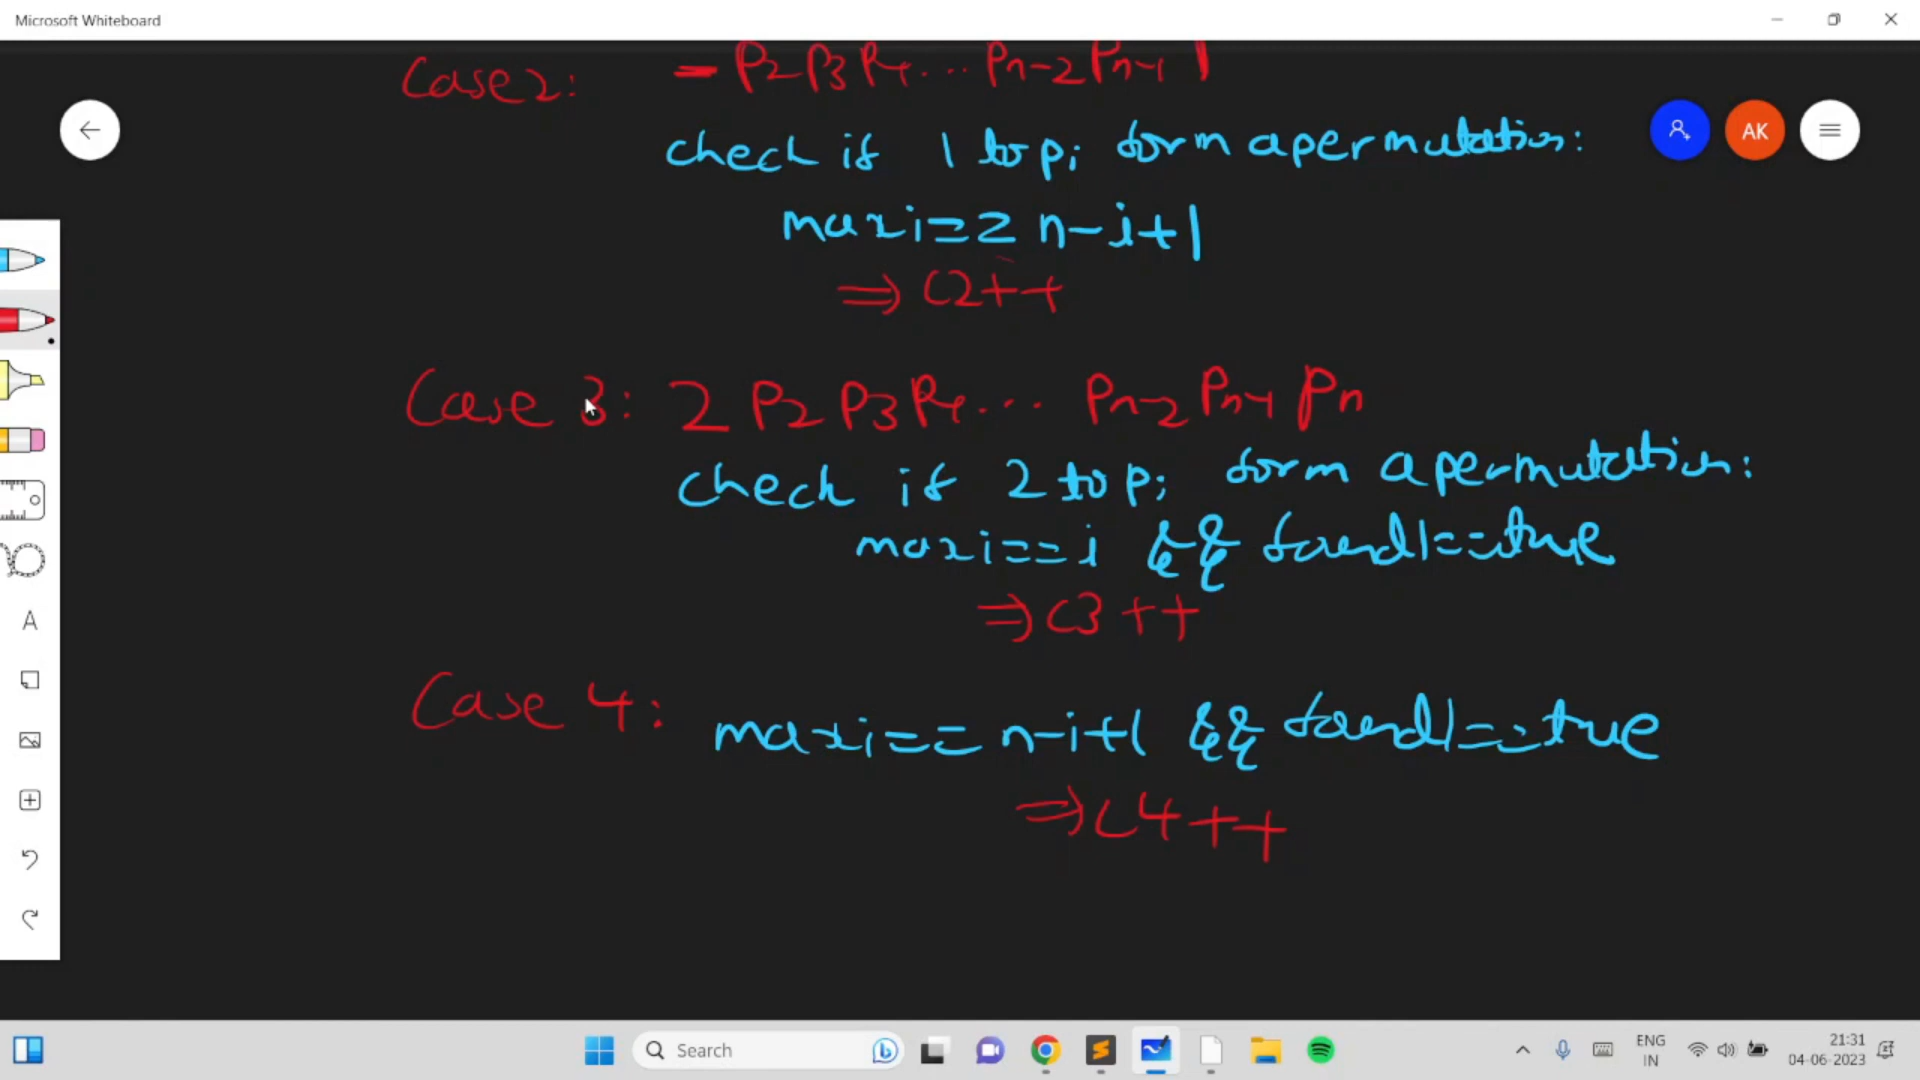 Microsoft Whiteboard
Case 2: - P2 P3 P4 ... Pn-2 Pn-1 1
AK
check if 1 to pi form a permutation:
maxi == n-i+1
⇒ C2++
Case 3: 2 P2 P3 P4 ... Pn-2 Pn-1 Pn
check if 2 to pi form a permutation:
maxi == i && found1 == true
⇒ C3++
Case 4: maxi == n-i+1 && found1 == true
⇒ C4++
A
Search
ENG
IN
21:31
04-06-2023